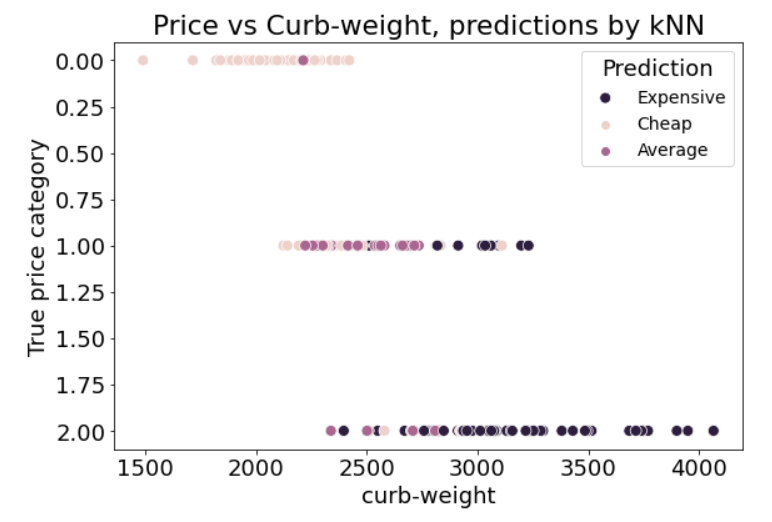 Price vs Curb-weight, predictions by kNN
Prediction
Expensive
Cheap
Average
True price category
0.00
0.25
0.50
0.75
1.00
1.25
1.50
1.75
2.00
1500 2000 2500 3000 3500 4000
curb-weight